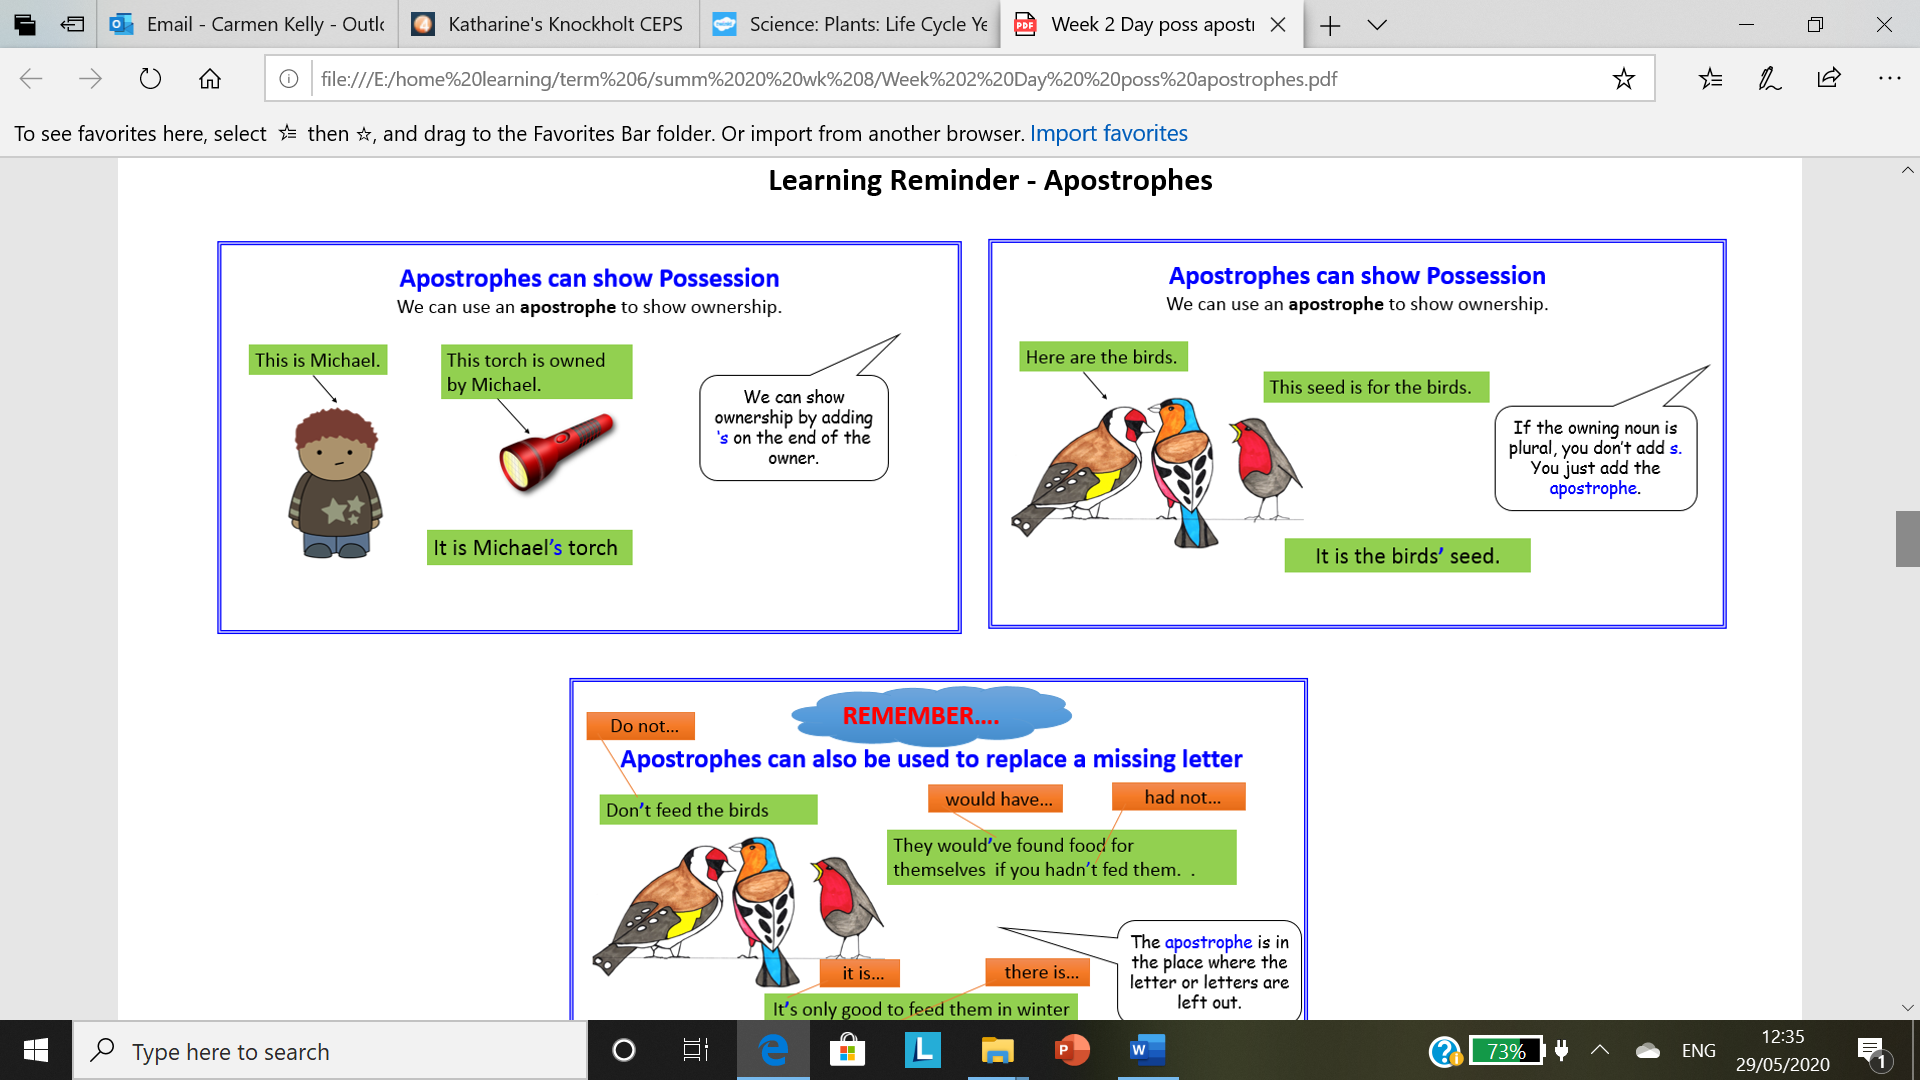 Email - Carmen Kelly - Outlo
Katharine's Knockholt CEPS
Science: Plants: Life Cycle Ye
PDF
Week 2 Day poss apostr
file:///E:/home%20learning/term%206/summ%2020%20wk%208/Week%202%20Day%20%20poss%20apostrophes.pdf
To see favorites here, select then , and drag to the Favorites Bar folder. Or import from another browser. Import favorites
Learning Reminder - Apostrophes
Apostrophes can show Possession
We can use an apostrophe to show ownership.
This is Michael.
This torch is owned
by Michael.
We can show
ownership by adding
‘s on the end of the
owner.
It is Michael’s torch
Apostrophes can show Possession
We can use an apostrophe to show ownership.
Here are the birds.
This seed is for the birds.
If the owning noun is
plural, you don’t add s.
You just add the
apostrophe.
It is the birds’ seed.
REMEMBER....
Do not...
Apostrophes can also be used to replace a missing letter
Don’t feed the birds
would have...
had not...
They would’ve found food for
themselves if you hadn’t fed them. .
The apostrophe is in
the place where the
letter or letters are
left out.
it is...
there is...
It’s only good to feed them in winter
Type here to search
L
P
W
73%
ENG
12:35
29/05/2020
1